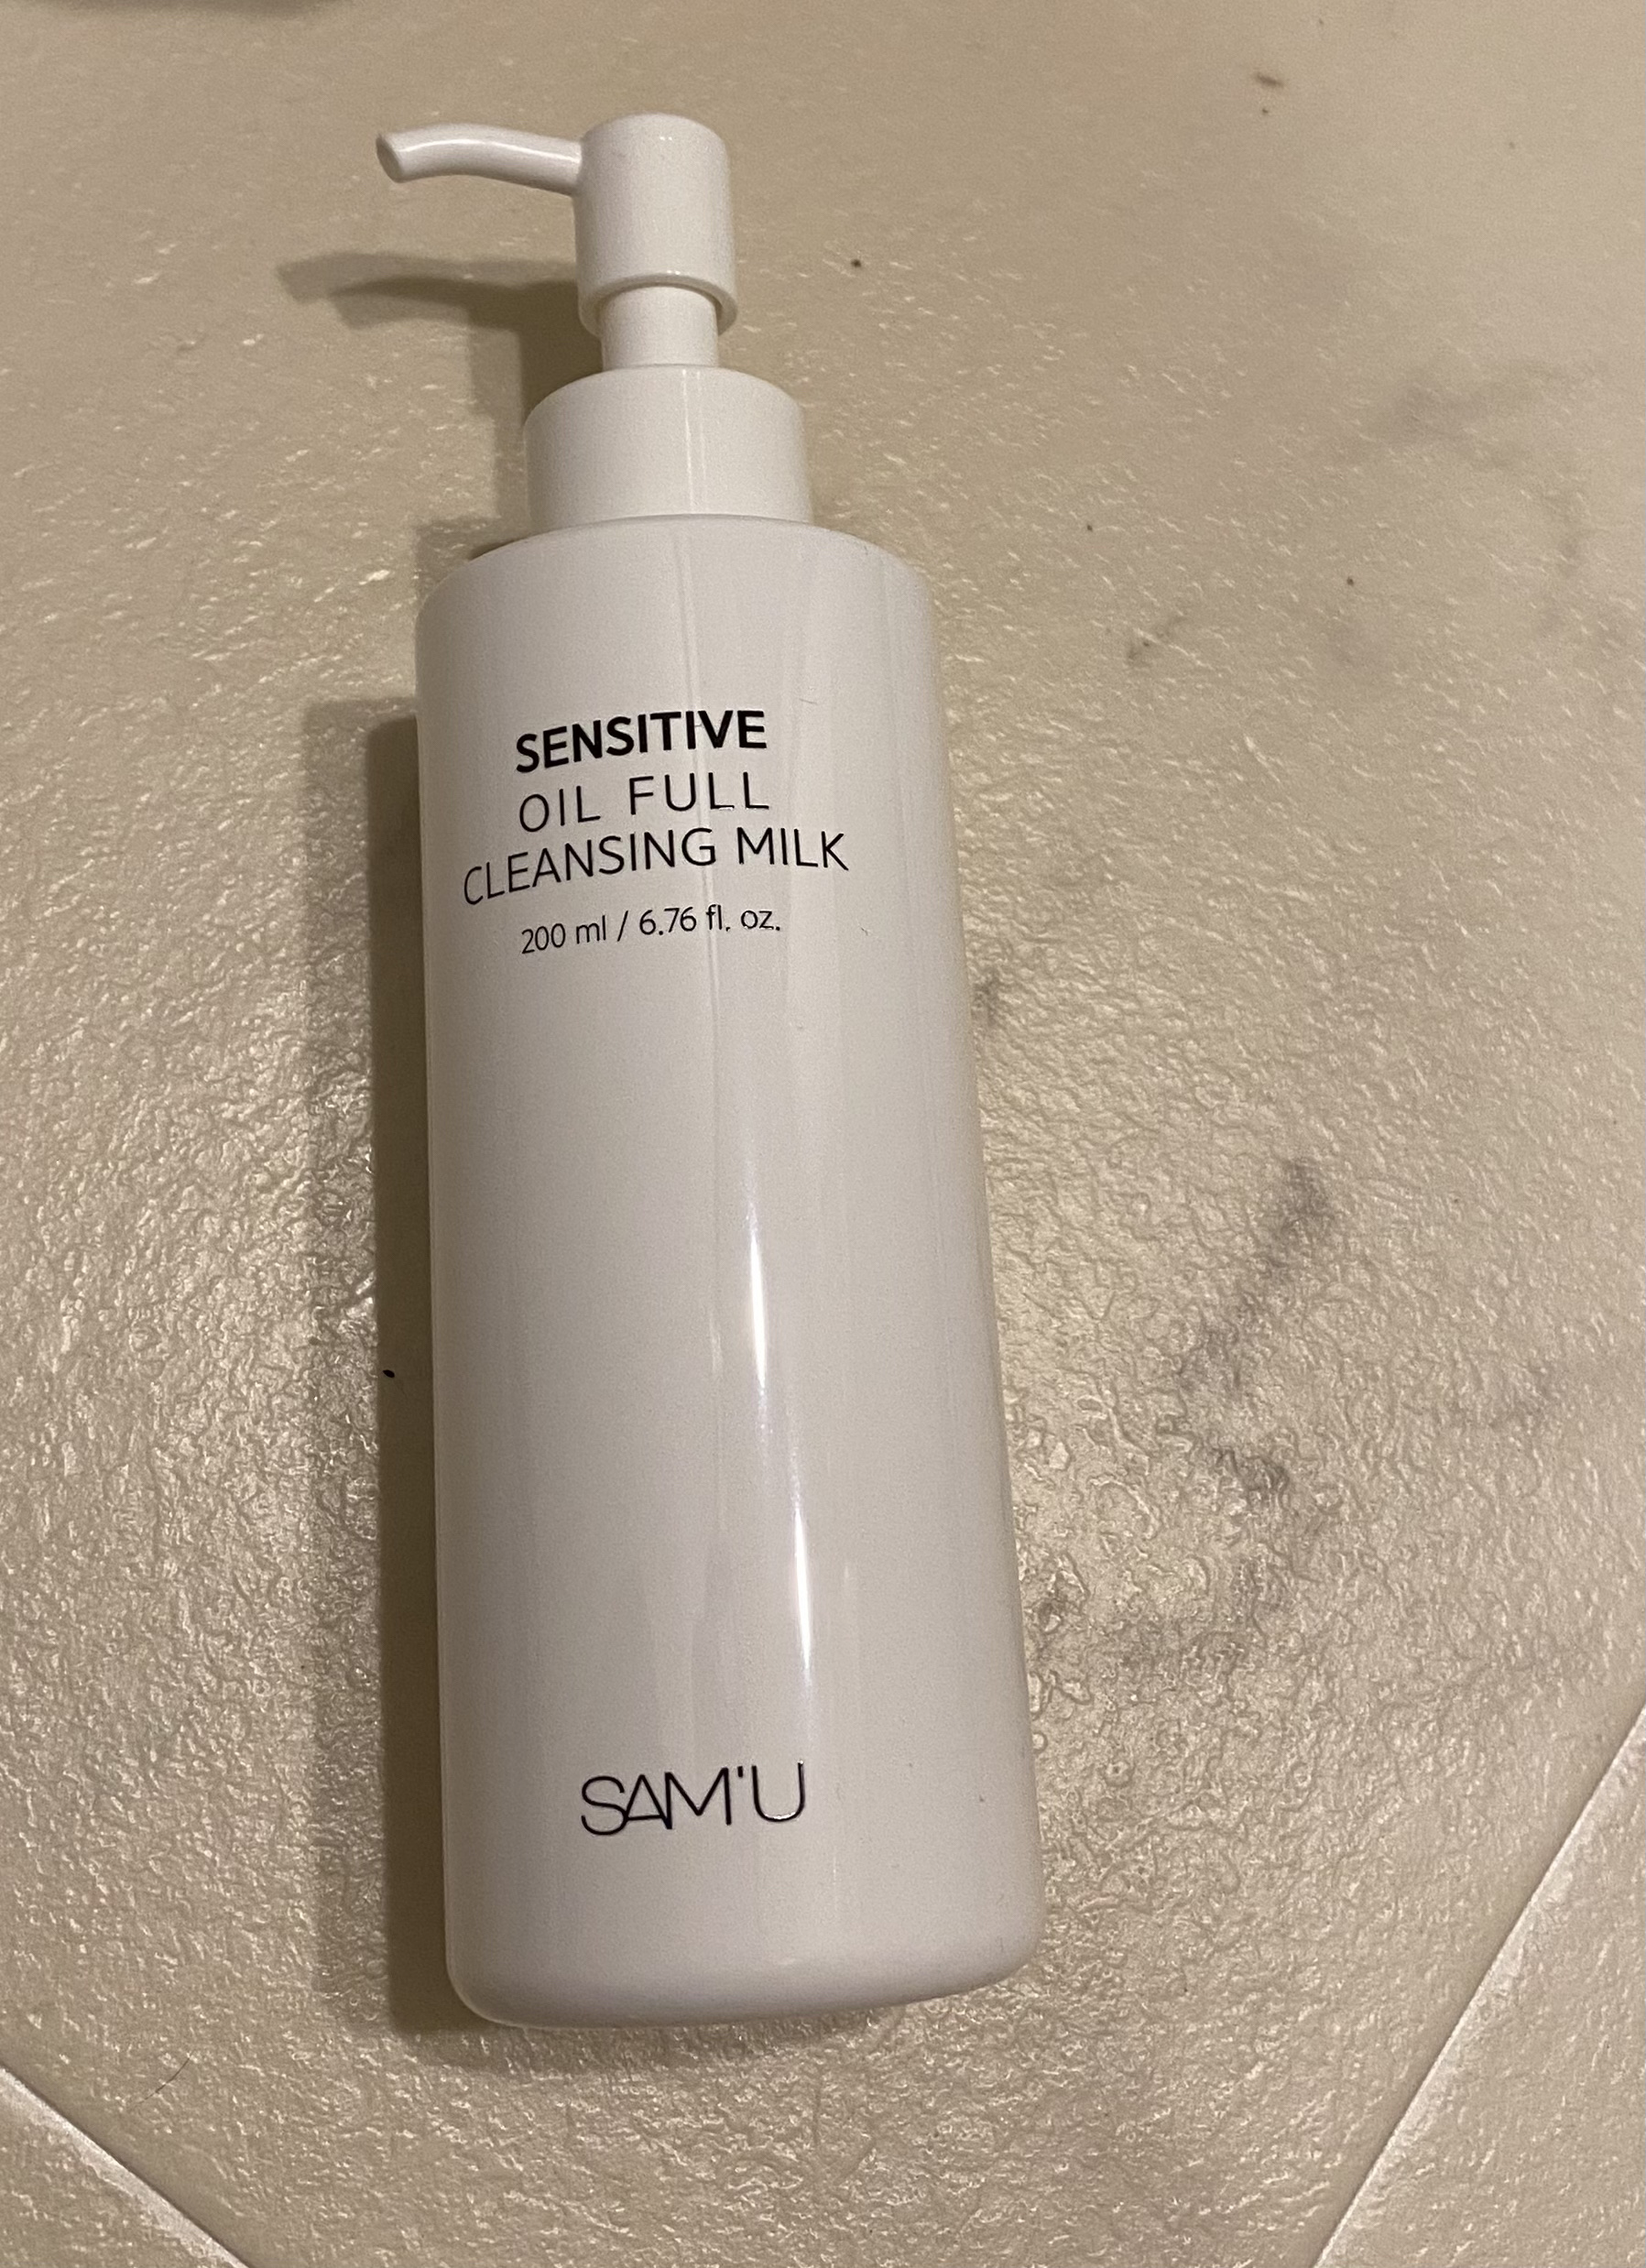 SENSITIVE
OIL FULL
CLEANSING MILK
200 ml / 6.76 fl. oz.
SAM'U